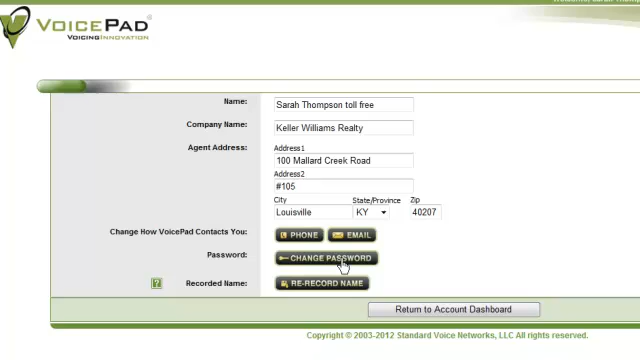 VOICEPAD
VOICINGINNOVATION
Name: Sarah Thompson toll free
Company Name: Keller Williams Realty
Agent Address: Address1
100 Mallard Creek Road
Address2
#105
City State/Province Zip
Louisville KY 40207
Change How VoicePad Contacts You: PHONE EMAIL
Password: CHANGE PASSWORD
? Recorded Name: RE-RECORD NAME
Return to Account Dashboard
Copyright © 2003-2012 Standard Voice Networks, LLC All rights reserved.